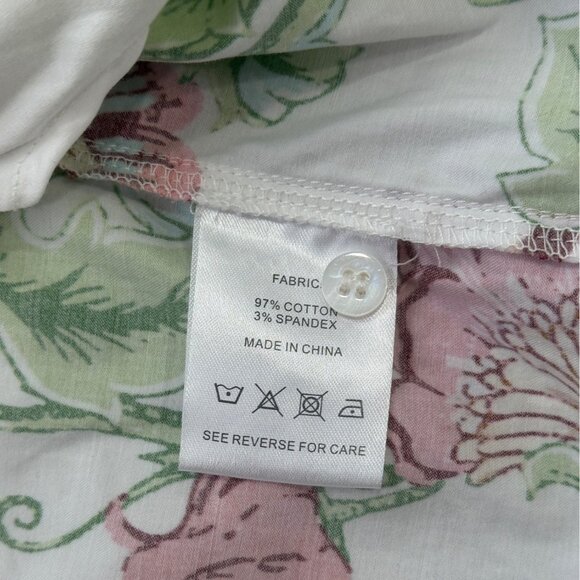 FABRIC
97% COTTON
3% SPANDEX
MADE IN CHINA
SEE REVERSE FOR CARE